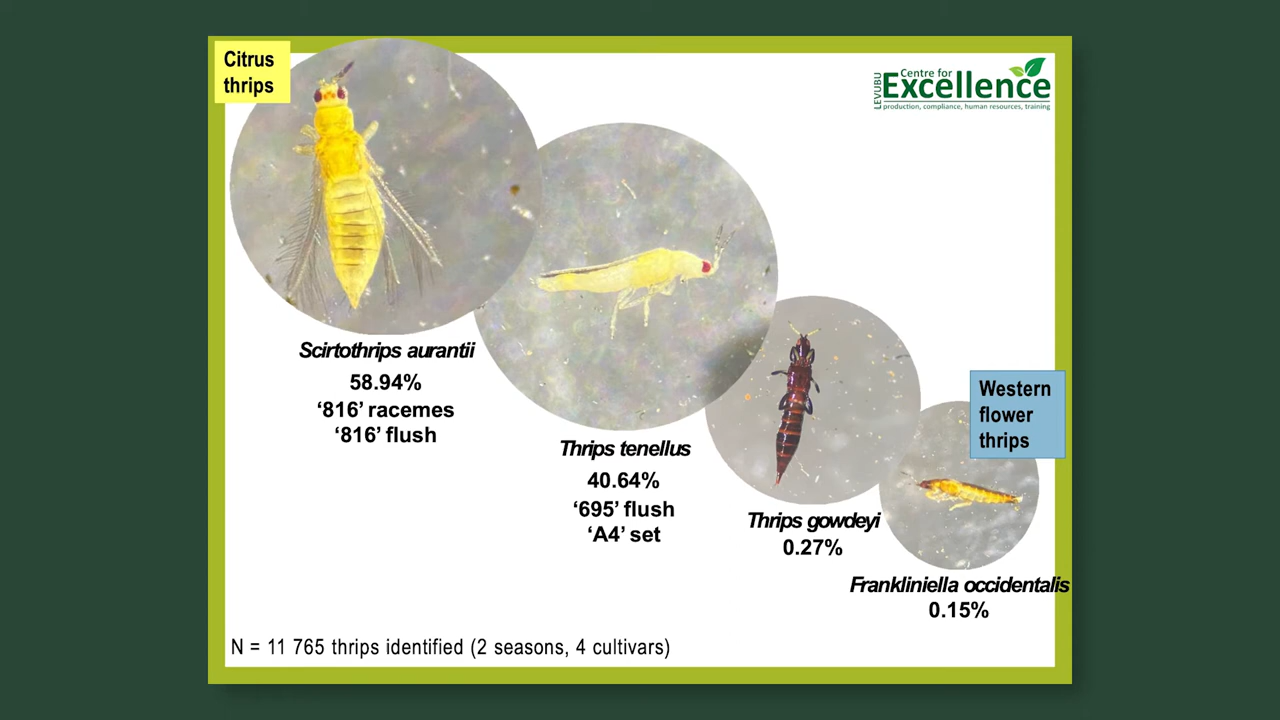 Citrus
thrips
LEVUBU
Centre for
Excellence
production, compliance, human resources, training
Scirtothrips aurantii
58.94%
‘816’ racemes
‘816’ flush
Thrips tenellus
40.64%
‘695’ flush
‘A4’ set
Thrips gowdeyi
0.27%
Western
flower
thrips
Frankliniella occidentalis
0.15%
N = 11 765 thrips identified (2 seasons, 4 cultivars)